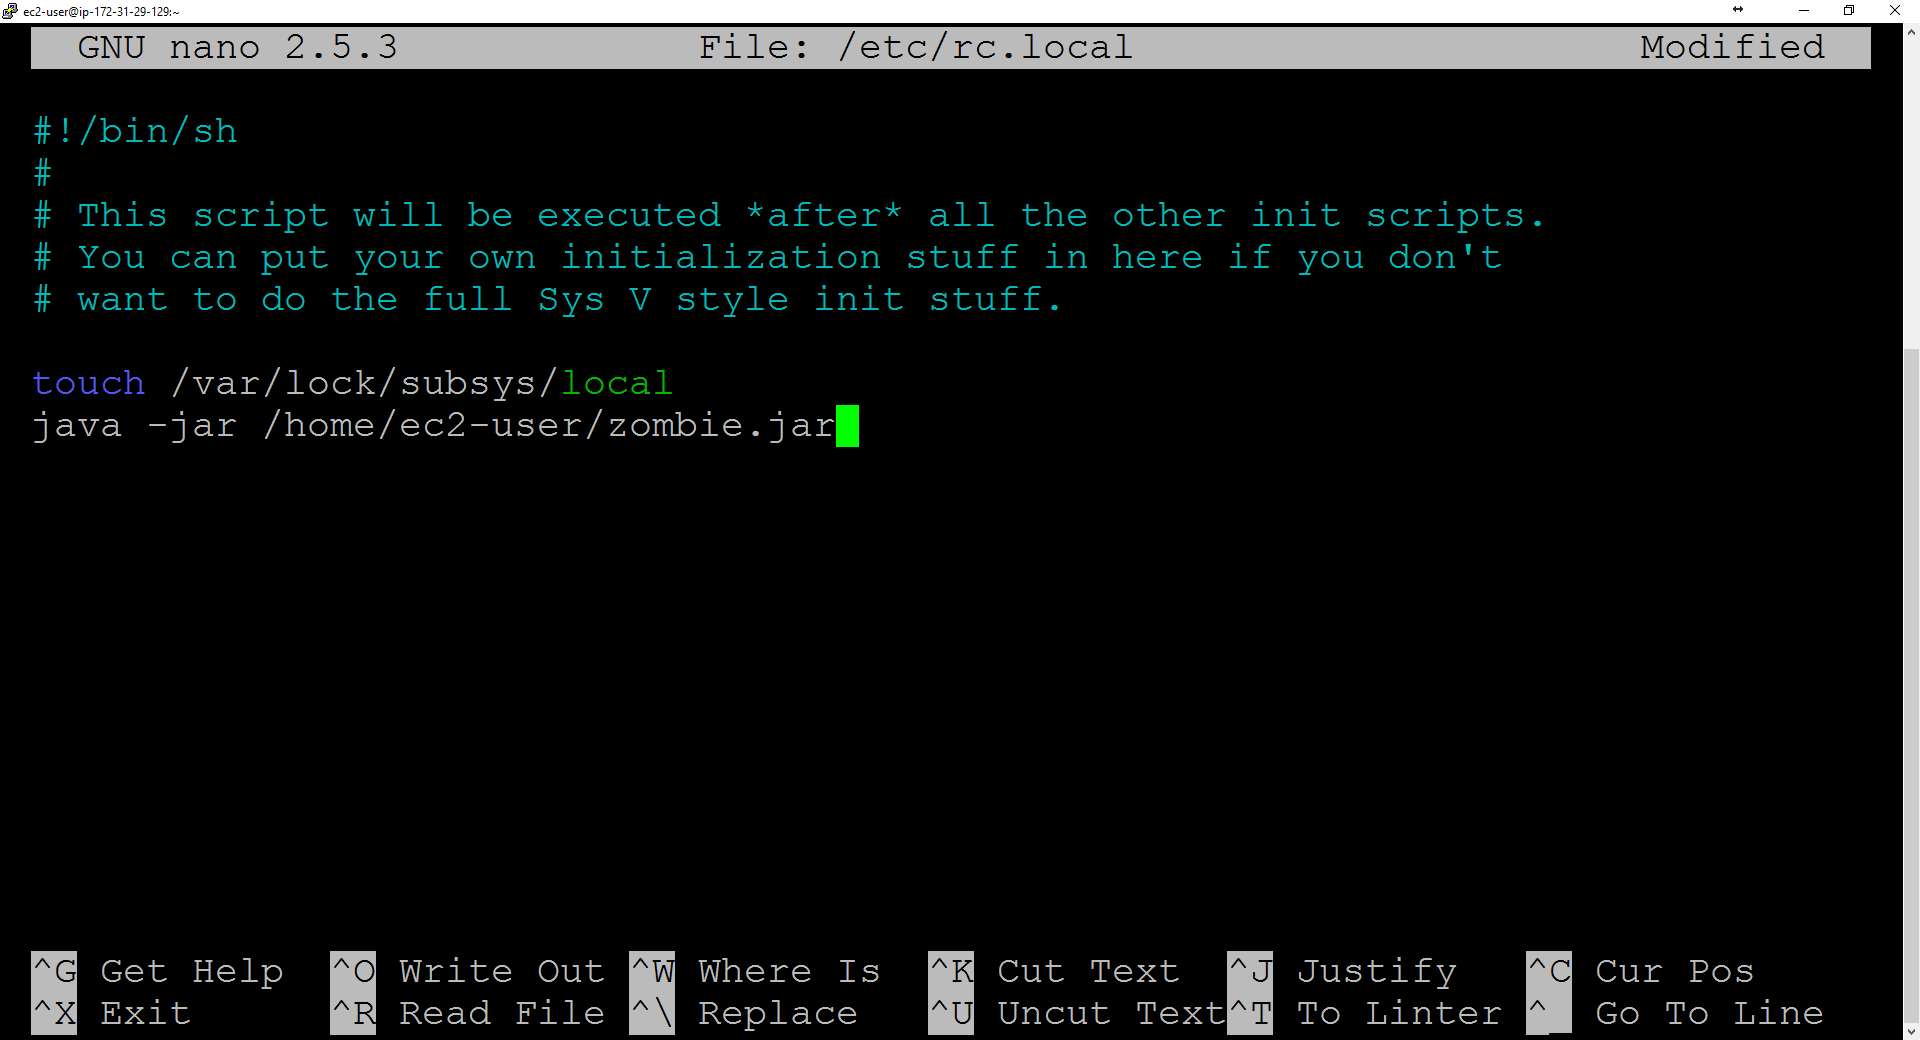 ec2-user@ip-172-31-29-129:~
GNU nano 2.5.3 File: /etc/rc.local Modified
#!/bin/sh
#
# This script will be executed *after* all the other init scripts.
# You can put your own initialization stuff in here if you don't
# want to do the full Sys V style init stuff.
touch /var/lock/subsys/local
java -jar /home/ec2-user/zombie.jar
^G Get Help ^O Write Out ^W Where Is ^K Cut Text ^J Justify ^C Cur Pos
^X Exit ^R Read File ^\ Replace ^U Uncut Text ^T To Linter ^_ Go To Line